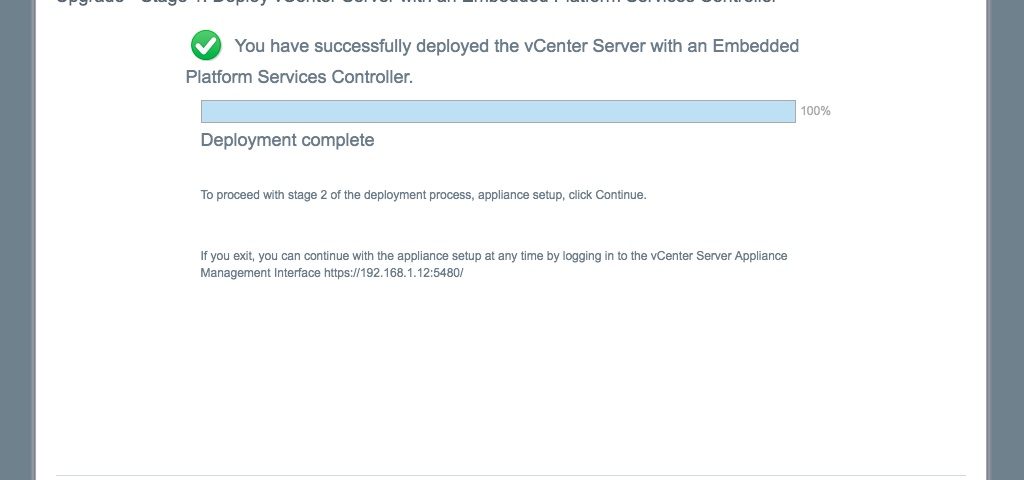 Upgrade - Stage 1: Deploy vCenter Server with an Embedded Platform Services Controller
You have successfully deployed the vCenter Server with an Embedded
Platform Services Controller.
100%
Deployment complete
To proceed with stage 2 of the deployment process, appliance setup, click Continue.
If you exit, you can continue with the appliance setup at any time by logging in to the vCenter Server Appliance
Management Interface https://192.168.1.12:5480/